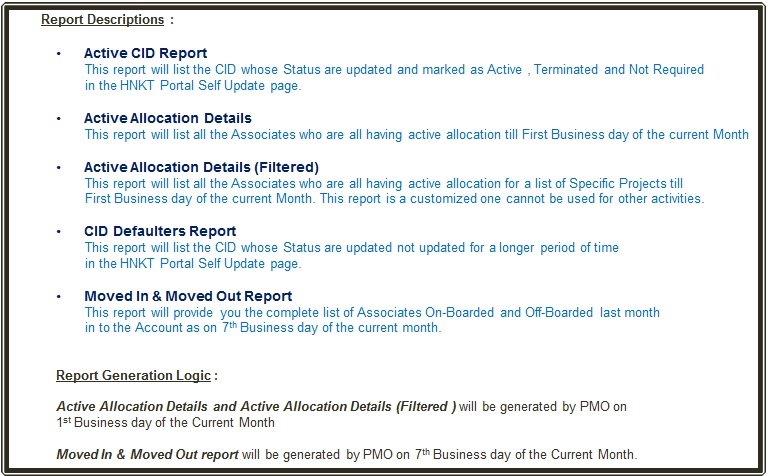 Report Descriptions :
• Active CID Report
This report will list the CID whose Status are updated and marked as Active , Terminated and Not Required
in the HNKT Portal Self Update page.
• Active Allocation Details
This report will list all the Associates who are all having active allocation till First Business day of the current Month
• Active Allocation Details (Filtered)
This report will list all the Associates who are all having active allocation for a list of Specific Projects till
First Business day of the current Month. This report is a customized one cannot be used for other activities.
• CID Defaulters Report
This report will list the CID whose Status are updated not updated for a longer period of time
in the HNKT Portal Self Update page.
• Moved In & Moved Out Report
This report will provide you the complete list of Associates On-Boarded and Off-Boarded last month
in to the Account as on 7th Business day of the current month.
Report Generation Logic :
Active Allocation Details and Active Allocation Details (Filtered ) will be generated by PMO on
1st Business day of the Current Month
Moved In & Moved Out report will be generated by PMO on 7th Business day of the Current Month.